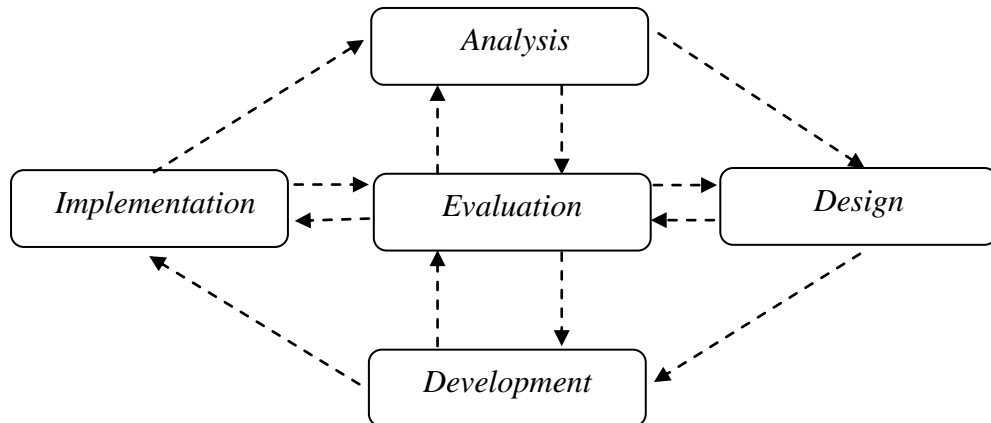 Analysis
Implementation
Evaluation
Design
Development